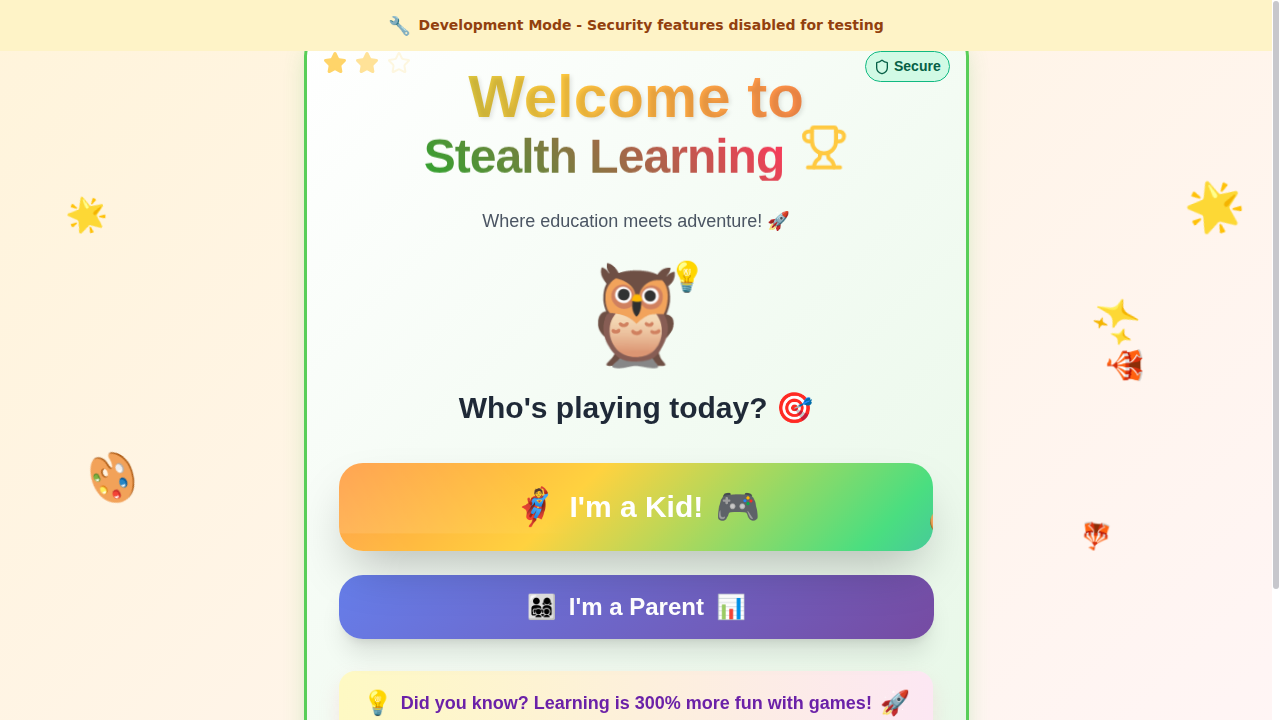 Development Mode - Security features disabled for testing
Secure
Welcome to
Stealth Learning
Where education meets adventure!
Who's playing today?
I'm a Kid!
I'm a Parent
Did you know? Learning is 300% more fun with games!